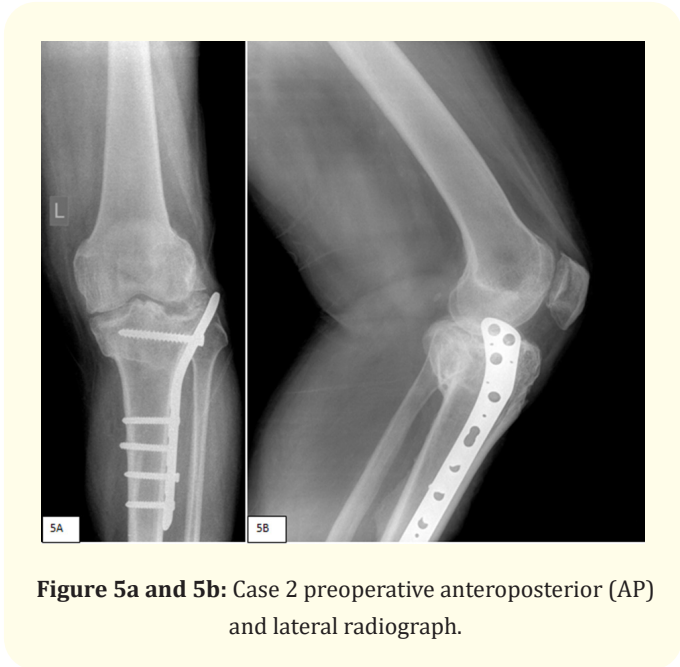 L
5A
5B
Figure 5a and 5b: Case 2 preoperative anteroposterior (AP)
and lateral radiograph.